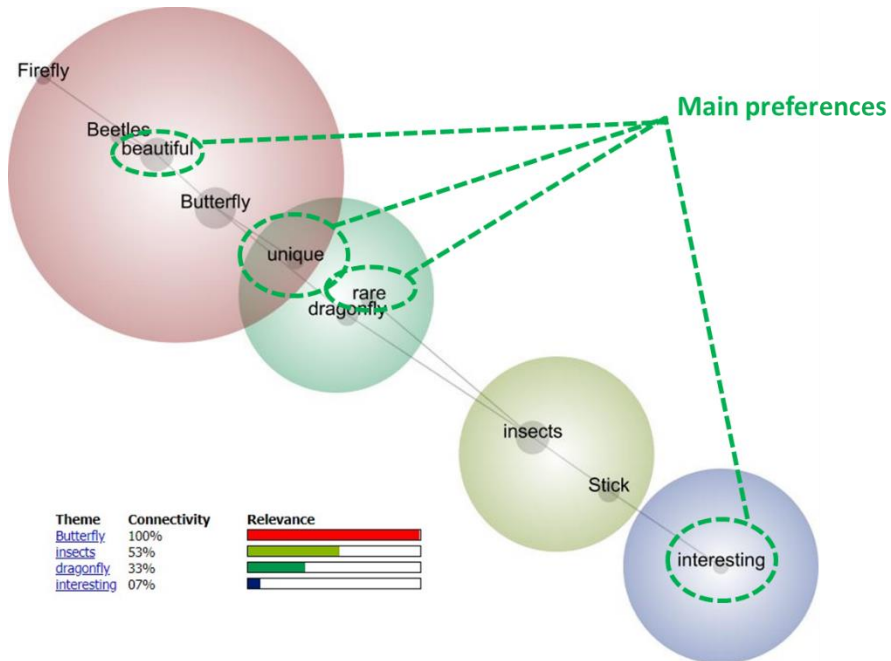 Firefly
Main preferences
Beetles
beautiful
Butterfly
unique
rare
dragonfly
insects
Stick
interesting
Theme Connectivity Relevance
Butterfly 100%
insects 53%
dragonfly 33%
interesting 07%